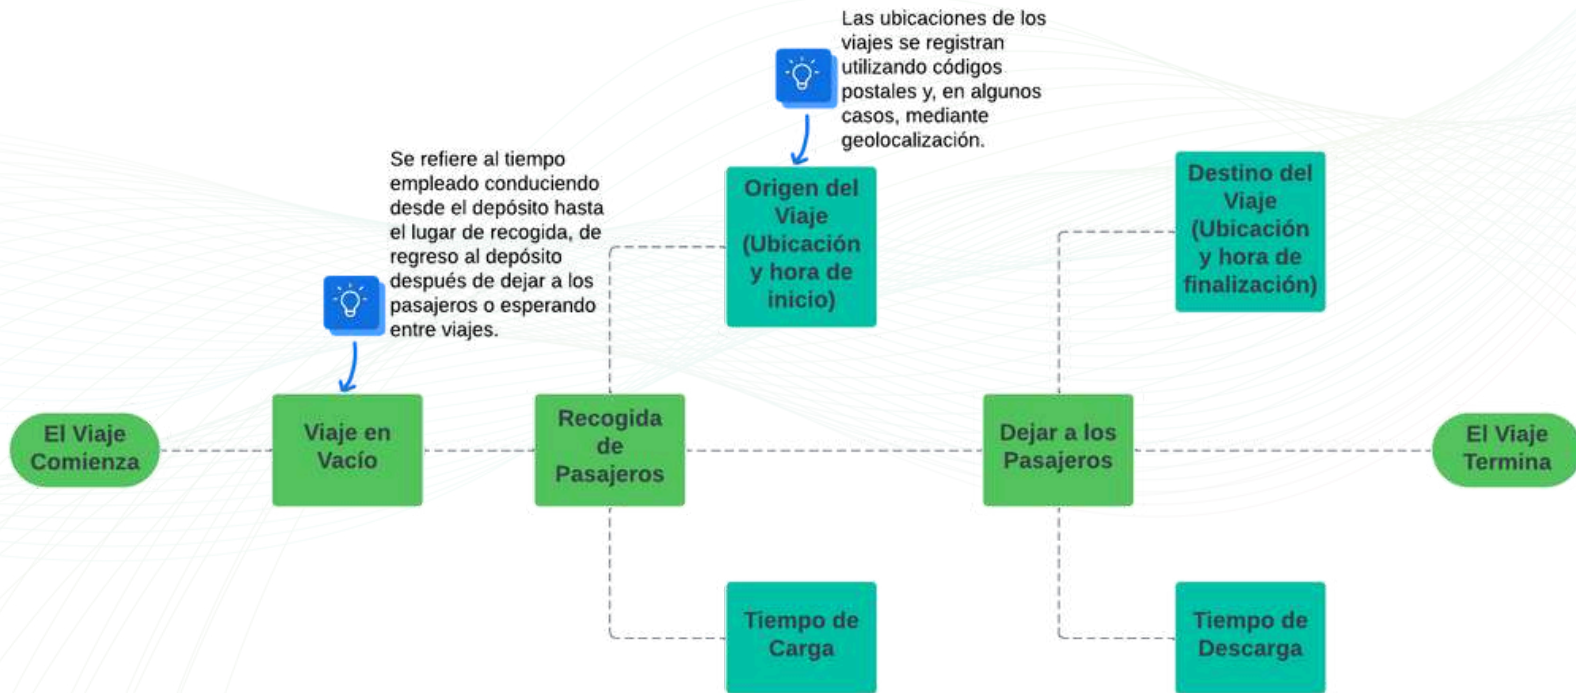 Las ubicaciones de los
viajes se registran
utilizando códigos
postales y, en algunos
casos, mediante
geolocalización.
Se refiere al tiempo
empleado conduciendo
desde el depósito hasta
el lugar de recogida, de
regreso al depósito
después de dejar a los
pasajeros o esperando
entre viajes.
Origen del
Viaje
(Ubicación
y hora de
inicio)
Destino del
Viaje
(Ubicación
y hora de
finalización)
El Viaje
Comienza
Viaje en
Vacío
Recogida
de
Pasajeros
Dejar a los
Pasajeros
El Viaje
Termina
Tiempo de
Carga
Tiempo de
Descarga